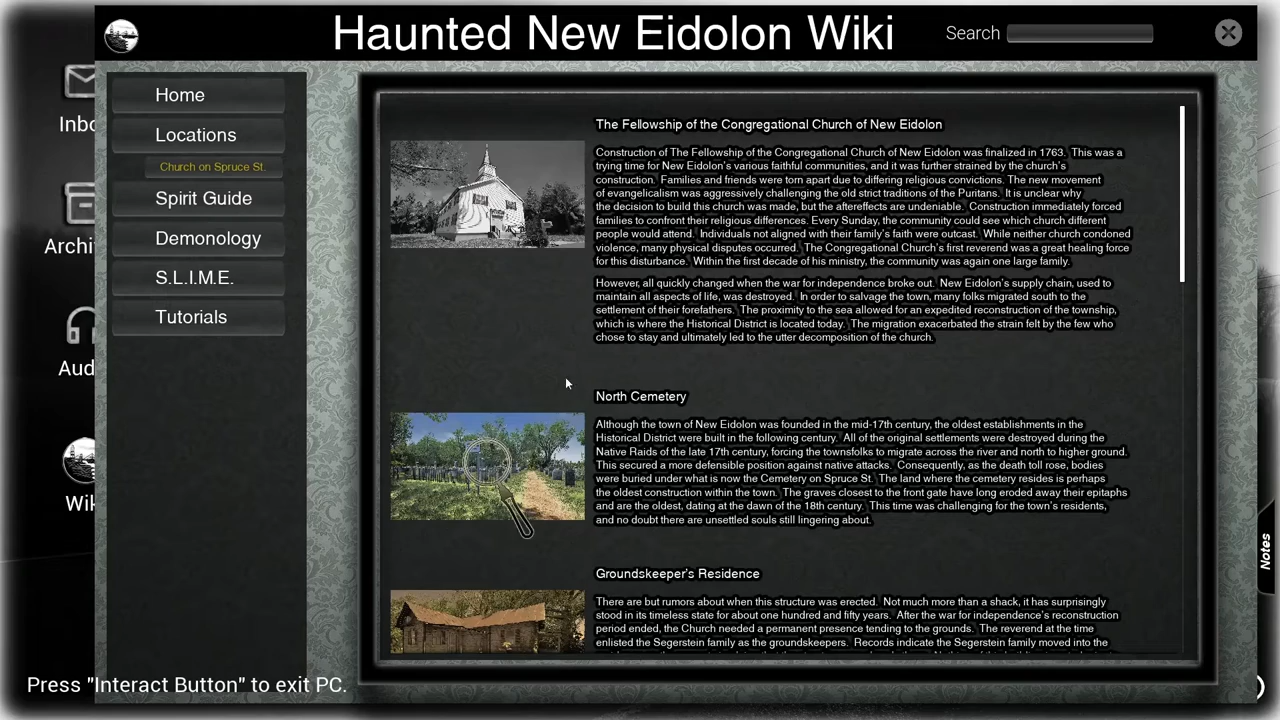 Haunted New Eidolon Wiki
Search
Home
Locations
Church on Spruce St.
Spirit Guide
Demonology
S.L.I.M.E.
Tutorials
Inbo
Archi
Aud
Wik
The Fellowship of the Congregational Church of New Eidolon
Construction of The Fellowship of the Congregational Church of New Eidolon was finalized in 1763. This was a
trying time for New Eidolon's various faithful communities, and it was further strained by the church's
construction. Families and friends were torn apart due to differing religious convictions. The new movement
of evangelicalism was aggressively challenging the old strict traditions of the Puritans. It is unclear why
the decision to build this church was made, but the aftereffects are undeniable. Construction immediately forced
families to confront their religious differences. Every Sunday, the community could see which church different
people would attend. Individuals not aligned with their family's faith were outcast. While neither church condoned
violence, many physical disputes occurred. The Congregational Church's first reverend was a great healing force
for this disturbance. Within the first decade of his ministry, the community was again one large family.
However, all quickly changed when the war for independence broke out. New Eidolon's supply chain, used to
maintain all aspects of life, was destroyed. In order to salvage the town, many folks migrated south to the
settlement of their forefathers. The proximity to the sea allowed for an expedited reconstruction of the township,
which is where the Historical District is located today. The migration exacerbated the strain felt by the few who
chose to stay and ultimately led to the utter decomposition of the church.
North Cemetery
Although the town of New Eidolon was founded in the mid-17th century, the oldest establishments in the
Historical District were built in the following century. All of the original settlements were destroyed during the
Native Raids of the late 17th century, forcing the townsfolks to migrate across the river and north to higher ground.
This secured a more defensible position against native attacks. Consequently, as the death toll rose, bodies
were buried under what is now the Cemetery on Spruce St. The land where the cemetery resides is perhaps
the oldest construction within the town. The graves closest to the front gate have long eroded away their epitaphs
and are the oldest, dating at the dawn of the 18th century. This time was challenging for the town's residents,
and no doubt there are unsettled souls still lingering about.
Groundskeeper's Residence
There are but rumors about when this structure was erected. Not much more than a shack, it has surprisingly
stood in its timeless state for about one hundred and fifty years. After the war for independence's reconstruction
period ended, the Church needed a permanent presence tending to the grounds. The reverend at the time
enlisted the Segerstein family as the groundskeepers. Records indicate the Segerstein family moved into the
Notes
Press "Interact Button" to exit PC.